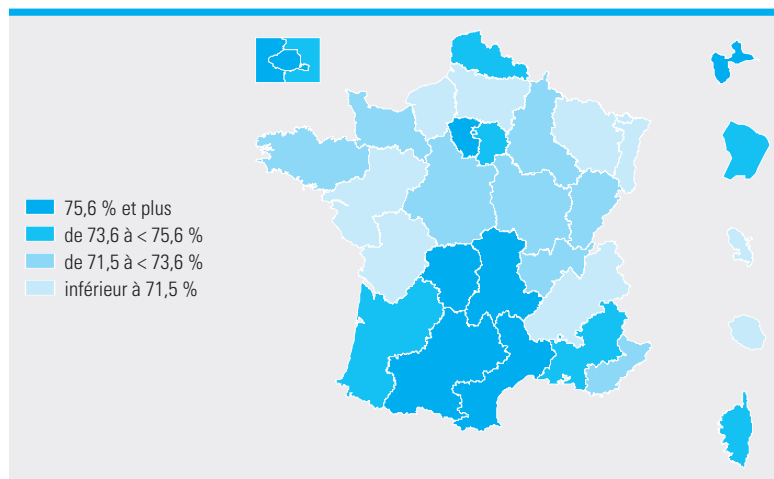 75,6 % et plus
de 73,6 à < 75,6 %
de 71,5 à < 73,6 %
inférieur à 71,5 %